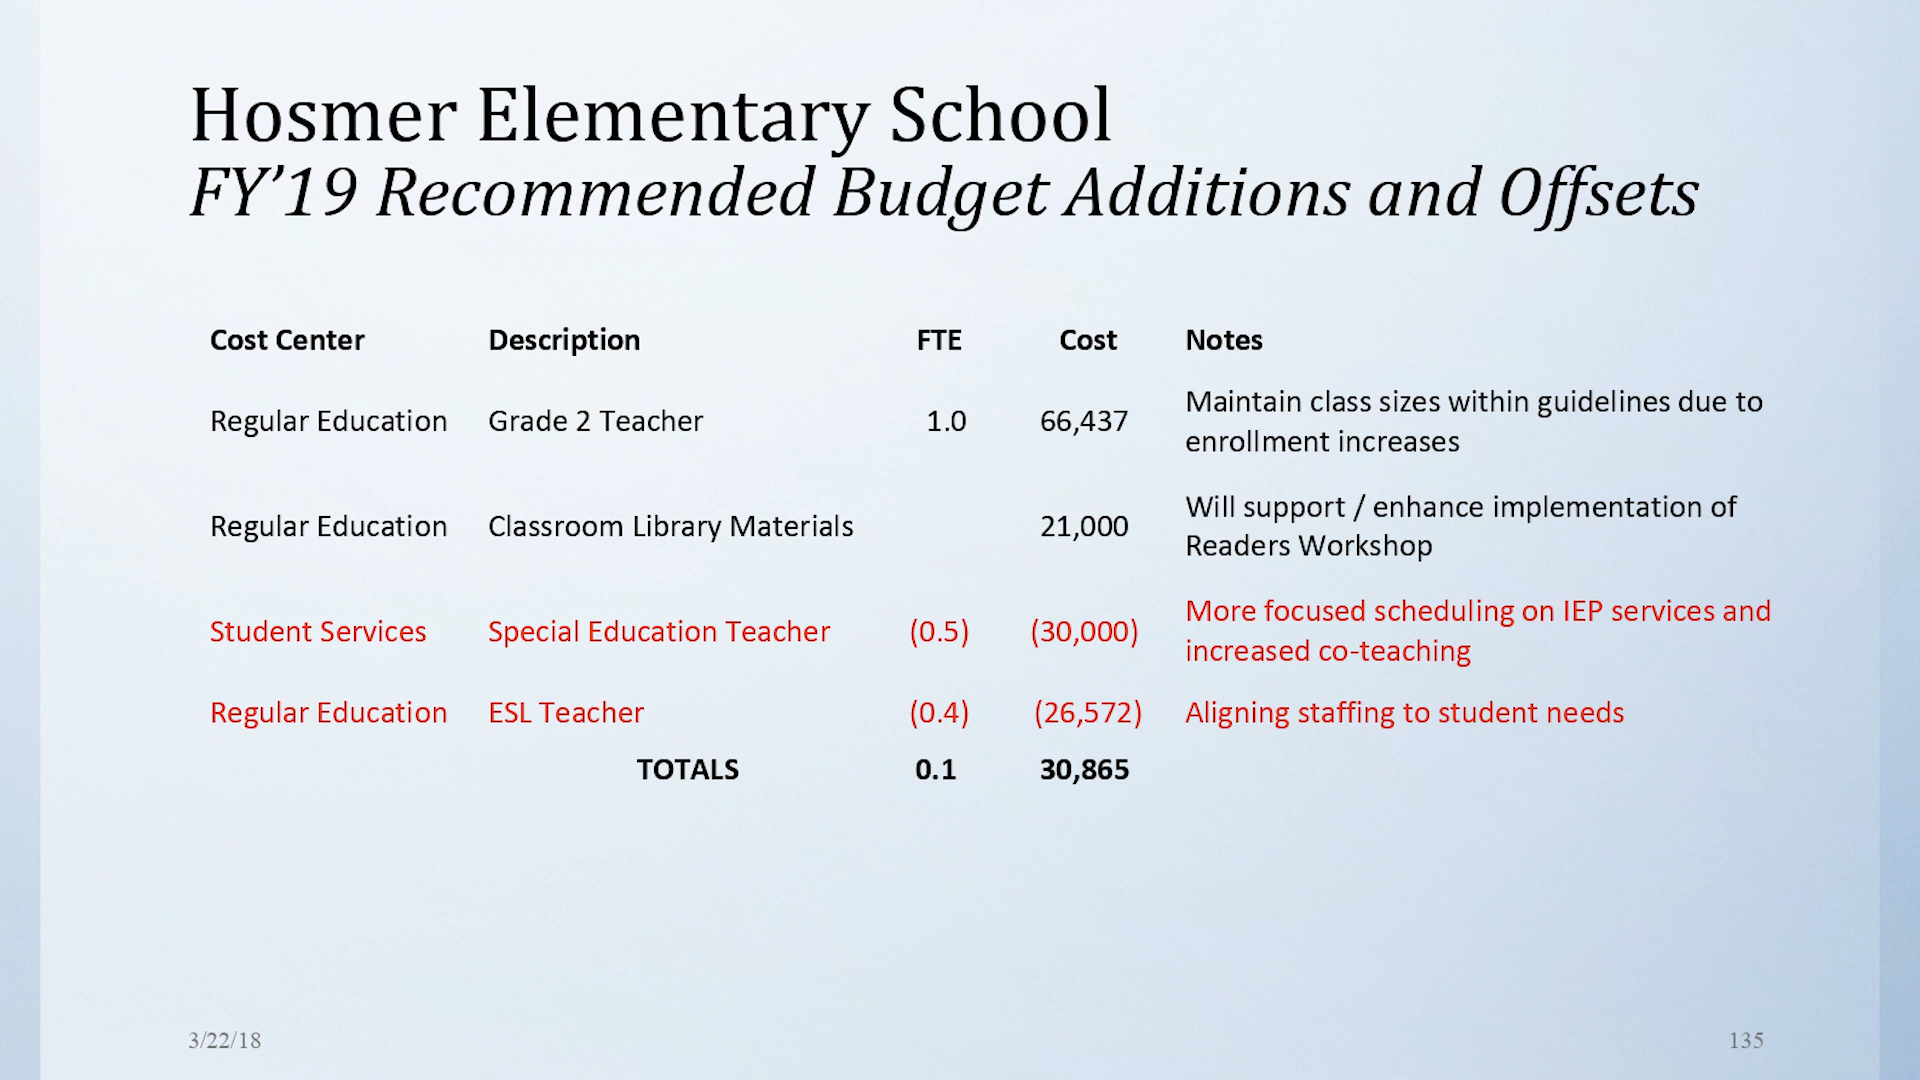 Hosmer Elementary School
FY’19 Recommended Budget Additions and Offsets
Cost Center Description FTE Cost Notes
Regular Education Grade 2 Teacher 1.0 66,437 Maintain class sizes within guidelines due to
enrollment increases
Regular Education Classroom Library Materials 21,000 Will support / enhance implementation of
Readers Workshop
Student Services Special Education Teacher (0.5) (30,000) More focused scheduling on IEP services and
increased co-teaching
Regular Education ESL Teacher (0.4) (26,572) Aligning staffing to student needs
TOTALS 0.1 30,865
3/22/18 135